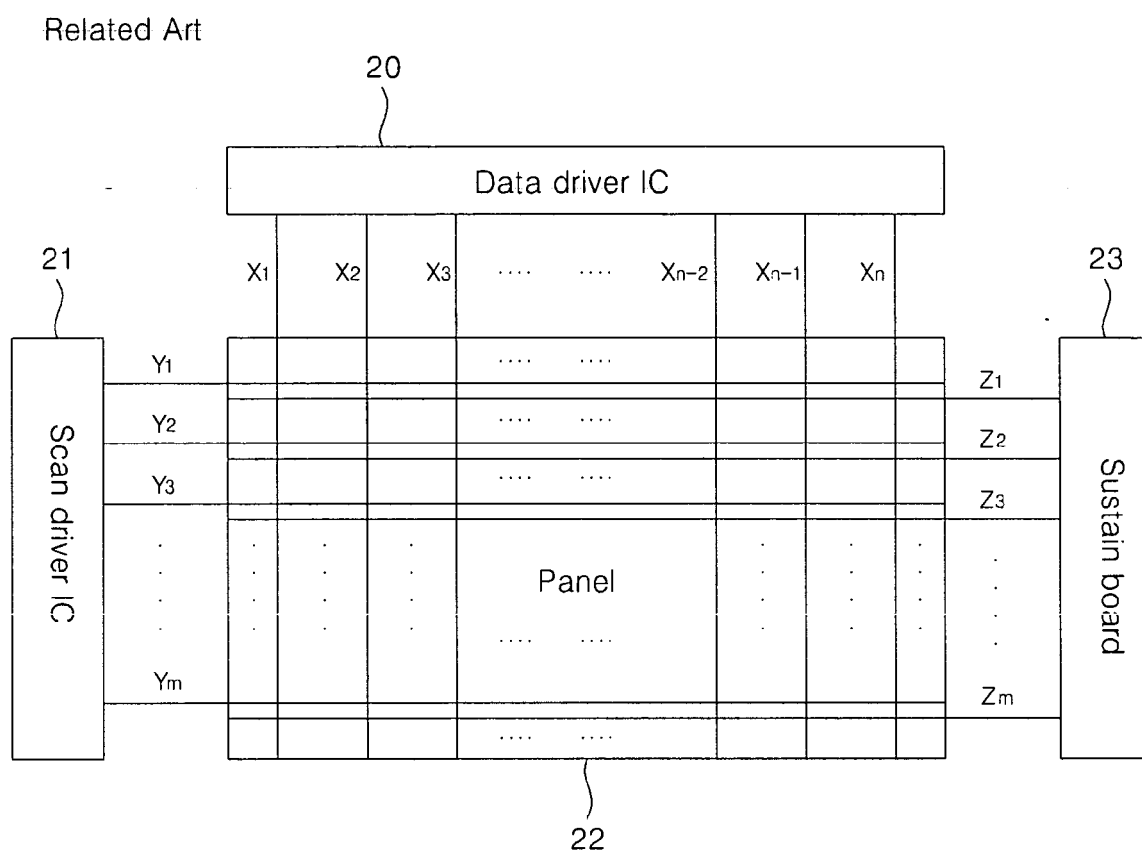 Related Art
20
Data driver IC
21
23
X1 X2 X3 .... .... Xn-2 Xn-1 Xn
.... ....
Y1 Z1
.... ....
Y2 Z2
.... ....
Y3 Z3
Scan driver IC
Panel
Sustain board
.... ....
Ym Zm
.... ....
22